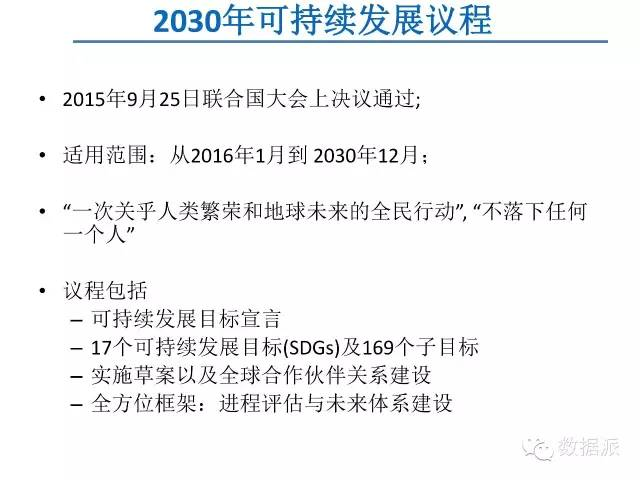 2030年可持续发展议程
• 2015年9月25日联合国大会上决议通过;
• 适用范围：从2016年1月到 2030年12月；
• “一次关乎人类繁荣和地球未来的全民行动”, “不落下任何
一个人”
• 议程包括
– 可持续发展目标宣言
– 17个可持续发展目标(SDGs)及169个子目标
– 实施草案以及全球合作伙伴关系建设
– 全方位框架：进程评估与未来体系建设
数据派